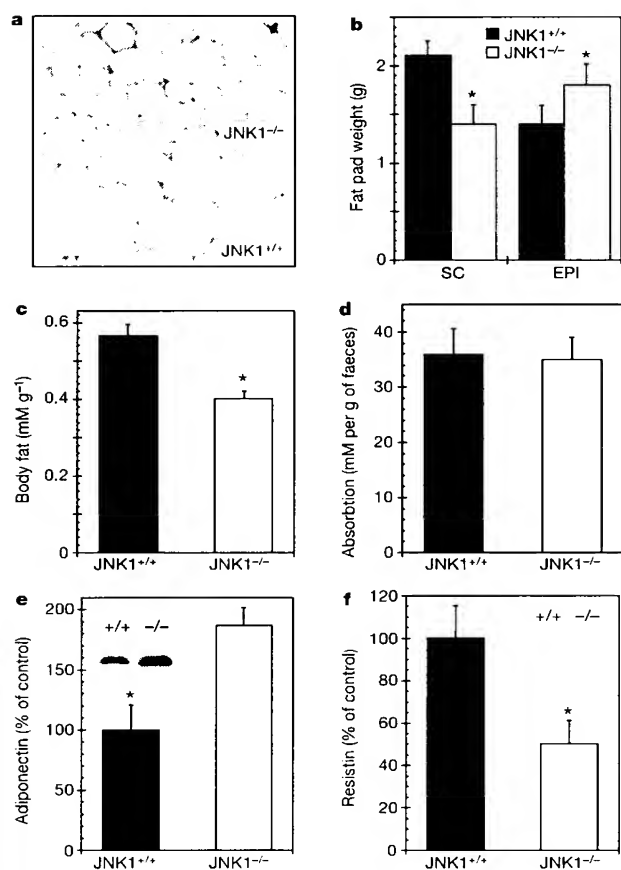 a
JNK1−/−
JNK1+/+
b
JNK1+/+
JNK1−/−
Fat pad weight (g)
2
1
0
*
*
SC
EPI
c
Body fat (mM g−1)
0.6
0.4
0.2
0
*
JNK1+/+
JNK1−/−
d
Absorbtion (mM per g of faeces)
40
30
20
10
0
JNK1+/+
JNK1−/−
e
Adiponectin (% of control)
200
150
100
50
0
+/+ −/−
*
JNK1+/+
JNK1−/−
f
Resistin (% of control)
120
100
80
60
40
20
0
+/+ −/−
*
JNK1+/+
JNK1−/−